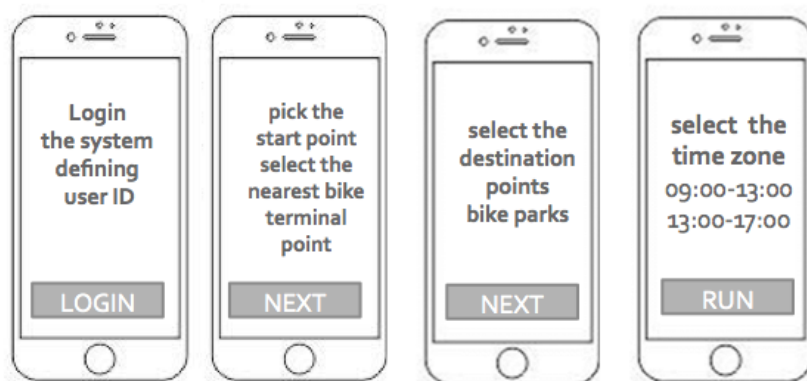 Login
the system
defining
user ID
LOGIN
pick the
start point
select the
nearest bike
terminal
point
NEXT
select the
destination
points
bike parks
NEXT
select the
time zone
09:00-13:00
13:00-17:00
RUN